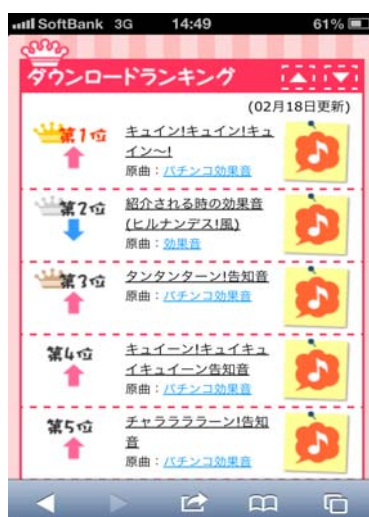 SoftBank 3G 14:49 61%
ダウンロードランキング
(02月18日更新)
第1位
キュイン!キュイン!キュ
イン〜!
原曲：パチンコ効果音
第2位
紹介される時の効果音
(ヒルナンデス!風)
原曲：効果音
第3位
タンタンターン!告知音
原曲：パチンコ効果音
第4位
キュイーン!キュイキュ
イキュイーン告知音
原曲：パチンコ効果音
第5位
チャラララララーン!告知
音
原曲：パチンコ効果音